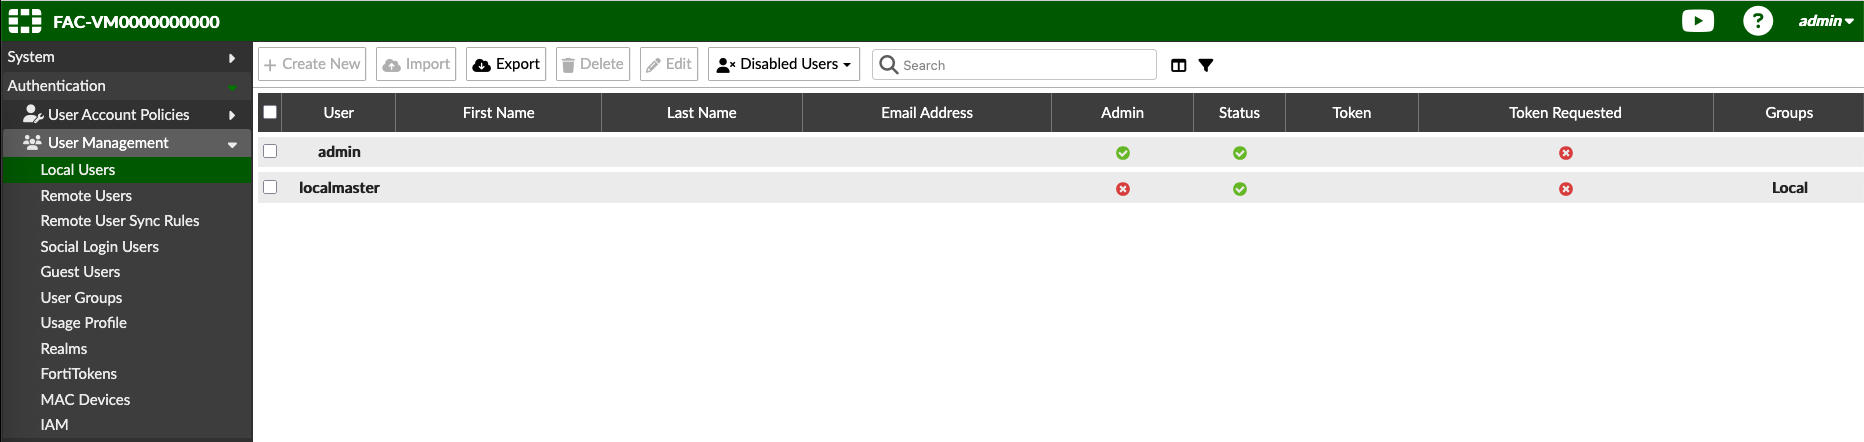 FAC-VM0000000000
admin
System
Authentication
User Account Policies
User Management
Local Users
Remote Users
Remote User Sync Rules
Social Login Users
Guest Users
User Groups
Usage Profile
Realms
FortiTokens
MAC Devices
IAM
Create New Import Export Delete Edit Disabled Users Search
User First Name Last Name Email Address Admin Status Token Token Requested Groups
admin
localmaster Local